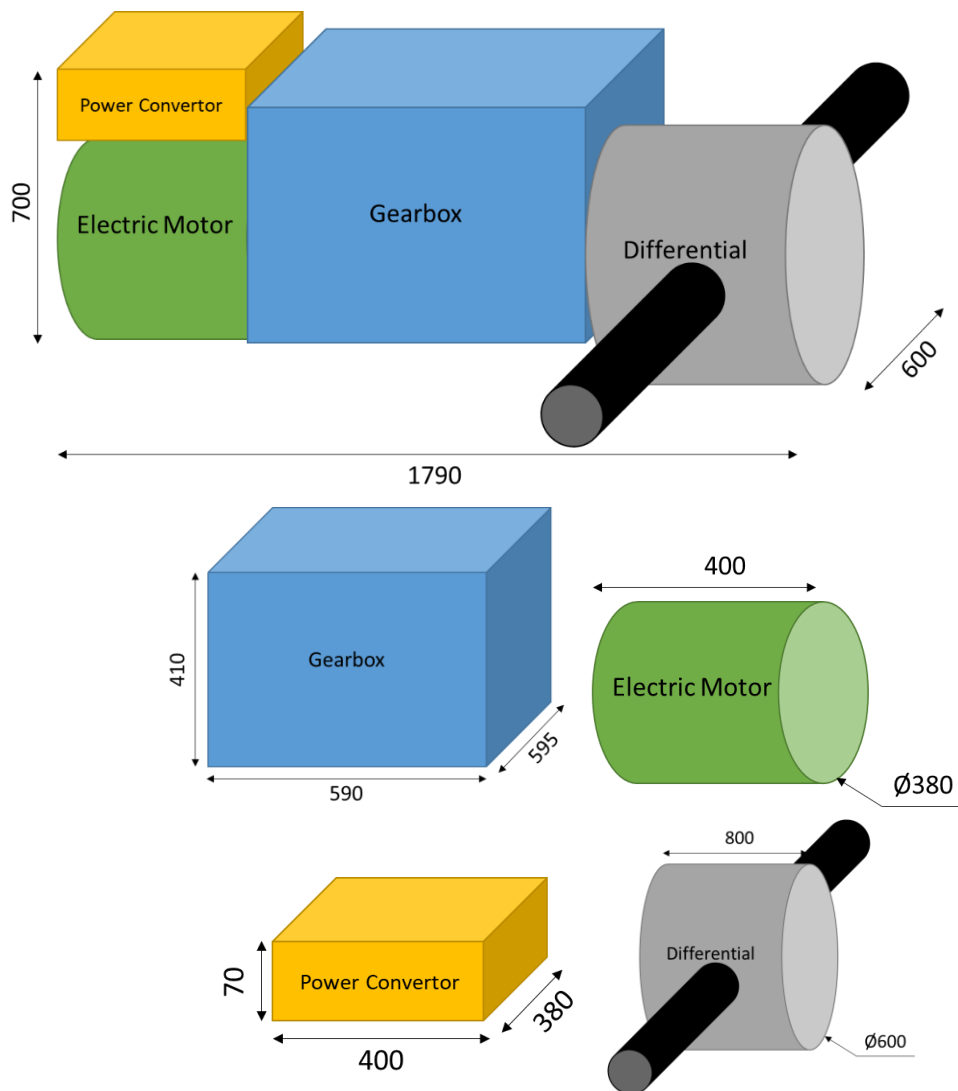 Power Convertor
700
Electric Motor
Gearbox
Differential
600
1790
410
Gearbox
595
590
400
Electric Motor
Ø380
70
Power Convertor
380
400
800
Differential
Ø600